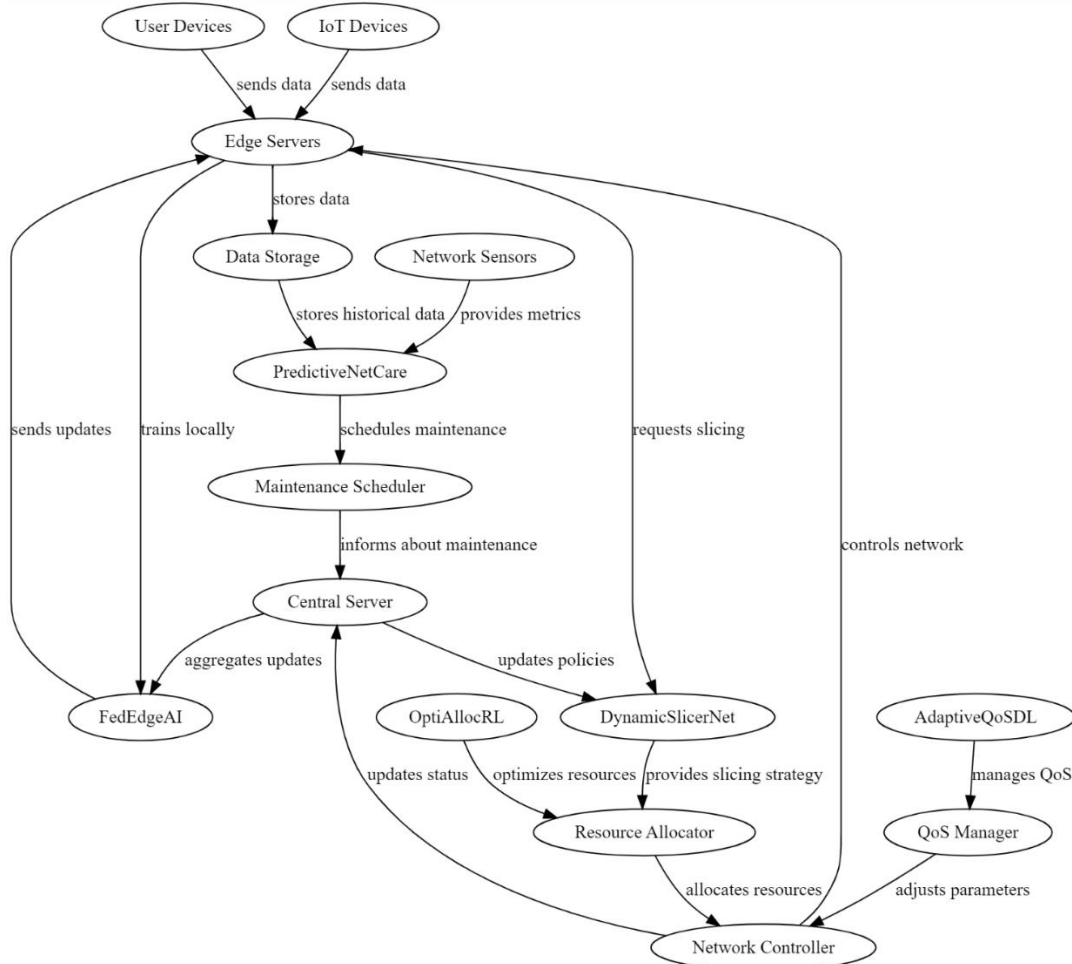 User Devices
IoT Devices
sends data
sends data
Edge Servers
stores data
Data Storage
Network Sensors
stores historical data
provides metrics
PredictiveNetCare
sends updates
trains locally
schedules maintenance
requests slicing
Maintenance Scheduler
informs about maintenance
controls network
Central Server
aggregates updates
updates policies
FedEdgeAI
OptiAllocRL
DynamicSlicerNet
AdaptiveQoSDL
updates status
optimizes resources
provides slicing strategy
manages QoS
Resource Allocator
QoS Manager
allocates resources
adjusts parameters
Network Controller